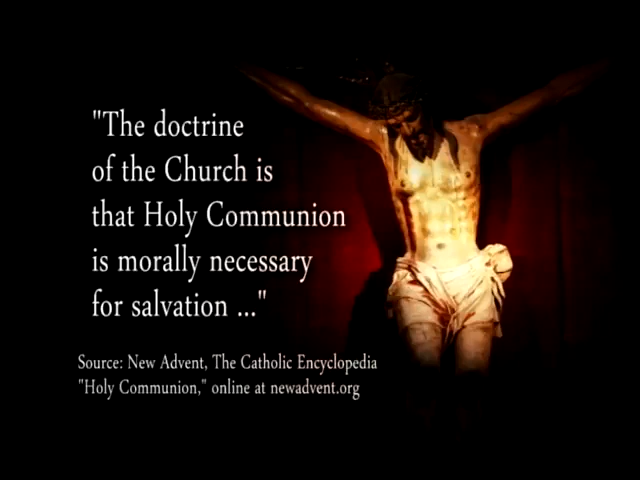 "The doctrine
of the Church is
that Holy Communion
is morally necessary
for salvation ..."
Source: New Advent, The Catholic Encyclopedia
"Holy Communion," online at newadvent.org